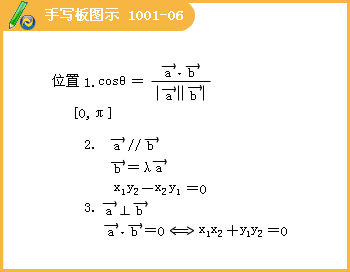 手写板图示 1001-06
位置 1. cosθ = (a⃗·b⃗)/(|a⃗||b⃗|)
[0, π]
2. a⃗ // b⃗
b⃗ = λa⃗
x₁y₂-x₂y₁ =0
3. a⃗⊥b⃗
a⃗·b⃗=0⟺x₁x₂+y₁y₂=0